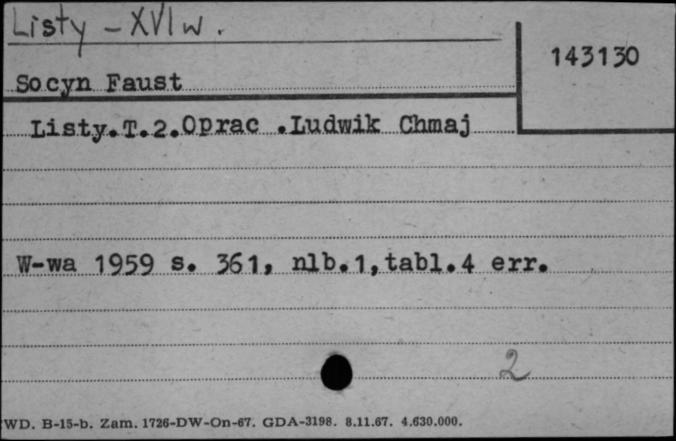 Listy - XVI w.
143130
Socyn Faust
Listy.T.2.Oprac .Ludwik Chmaj
W-wa 1959 s. 361, nlb.1,tabl.4 err.
2
WD. B-15-b. Zam. 1726-DW-On-67. GDA-3198. 8.11.67. 4.630.000.